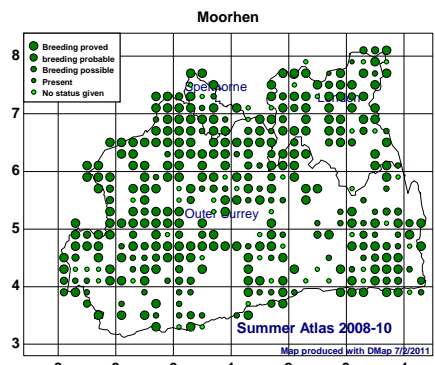 Moorhen
Breeding proved
breeding probable
Breeding possible
Present
No status given
8
7
6
5
4
3
Spelthorne
London
Outer Surrey
Summer Atlas 2008-10
Map produced with DMap 7/2/2011